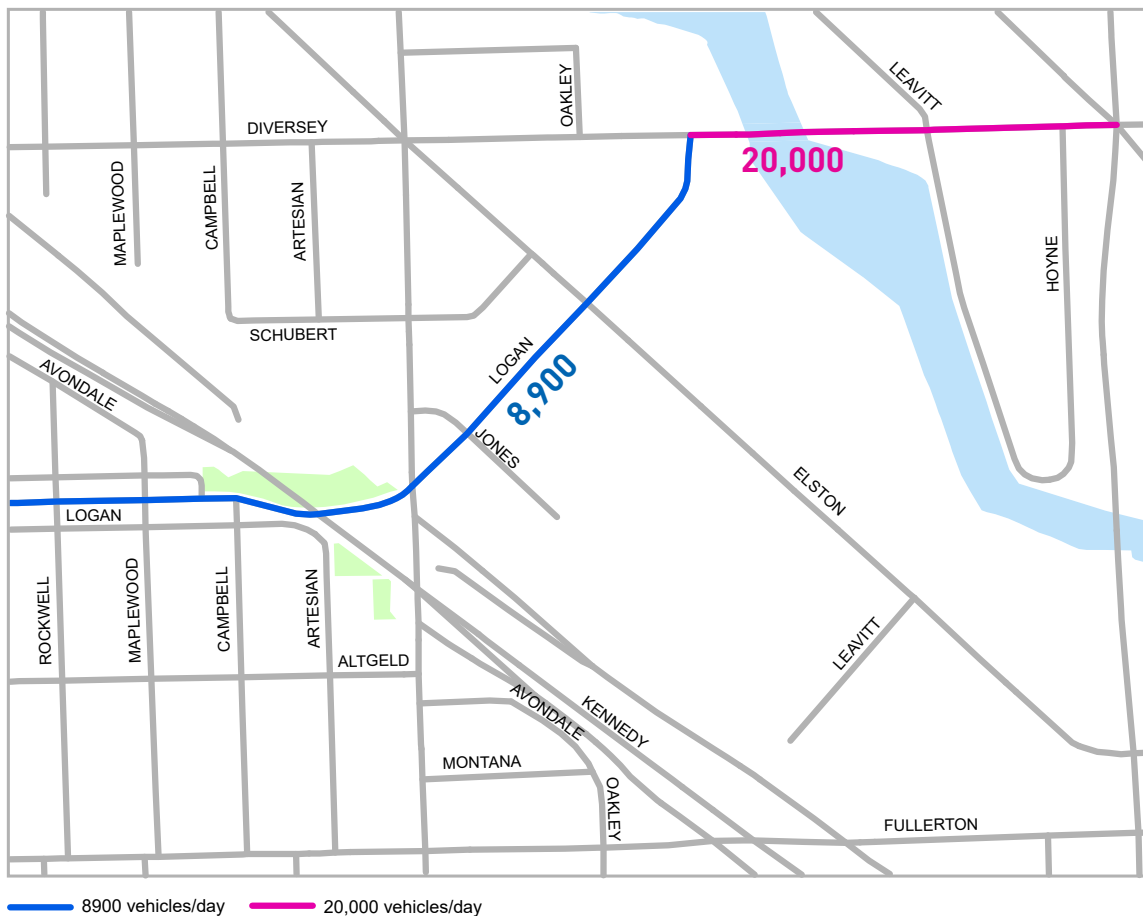 OAKLEY
LEAVITT
DIVERSEY
20,000
MAPLEWOOD
CAMPBELL
ARTESIAN
HOYNE
SCHUBERT
LOGAN
8,900
AVONDALE
JONES
ELSTON
LOGAN
ROCKWELL
MAPLEWOOD
CAMPBELL
ARTESIAN
ALTGELD
LEAVITT
AVONDALE
KENNEDY
MONTANA
OAKLEY
FULLERTON
8900 vehicles/day
20,000 vehicles/day